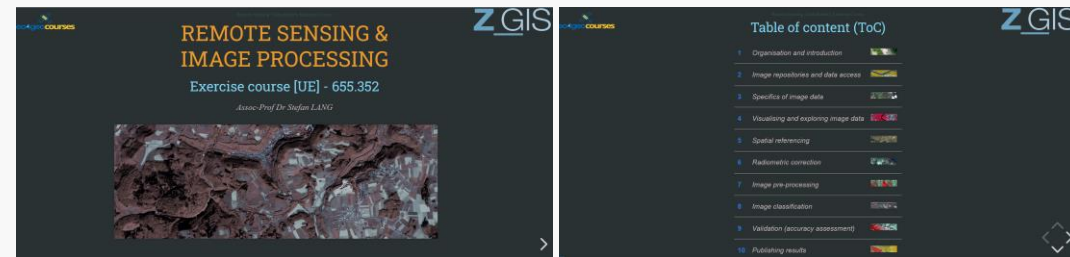 courses
Z_GIS
REMOTE SENSING &
IMAGE PROCESSING
Exercise course [UE] - 655.352
Assoc-Prof Dr Stefan LANG
courses
Z_GIS
Table of content (ToC)
1 Organisation and introduction
2 Image repositories and data access
3 Specifics of image data
4 Visualising and exploring image data
5 Spatial referencing
6 Radiometric correction
7 Image pre-processing
8 Image classification
9 Validation (accuracy assessment)
10 Publishing results